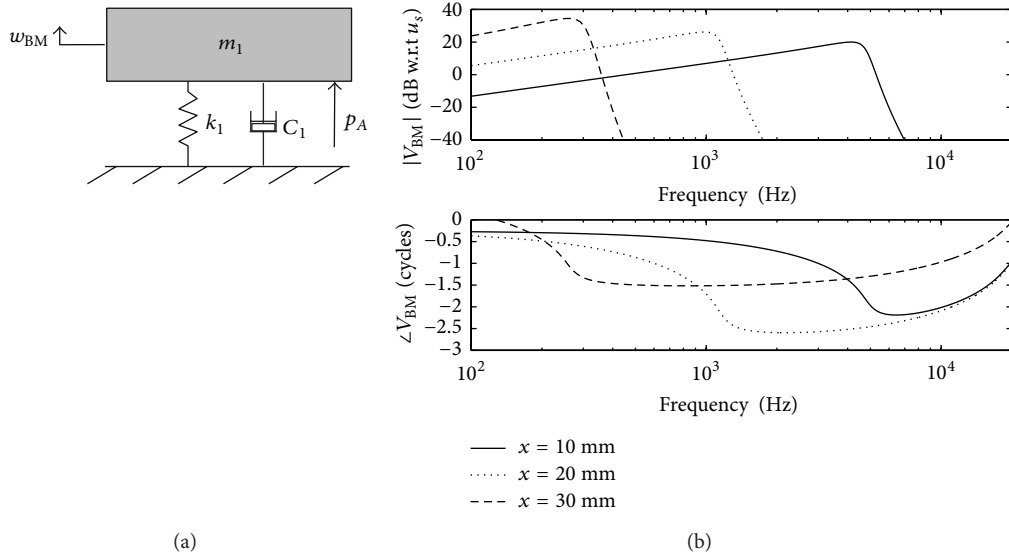 w_BM
m_1
k_1
C_1
p_A
(a)
|V_BM| (dB w.r.t u_s)
40
20
0
−20
−40
10^2
10^3
10^4
Frequency (Hz)
∠V_BM (cycles)
0
−0.5
−1
−1.5
−2
−2.5
−3
10^2
10^3
10^4
Frequency (Hz)
x = 10 mm
x = 20 mm
x = 30 mm
(b)